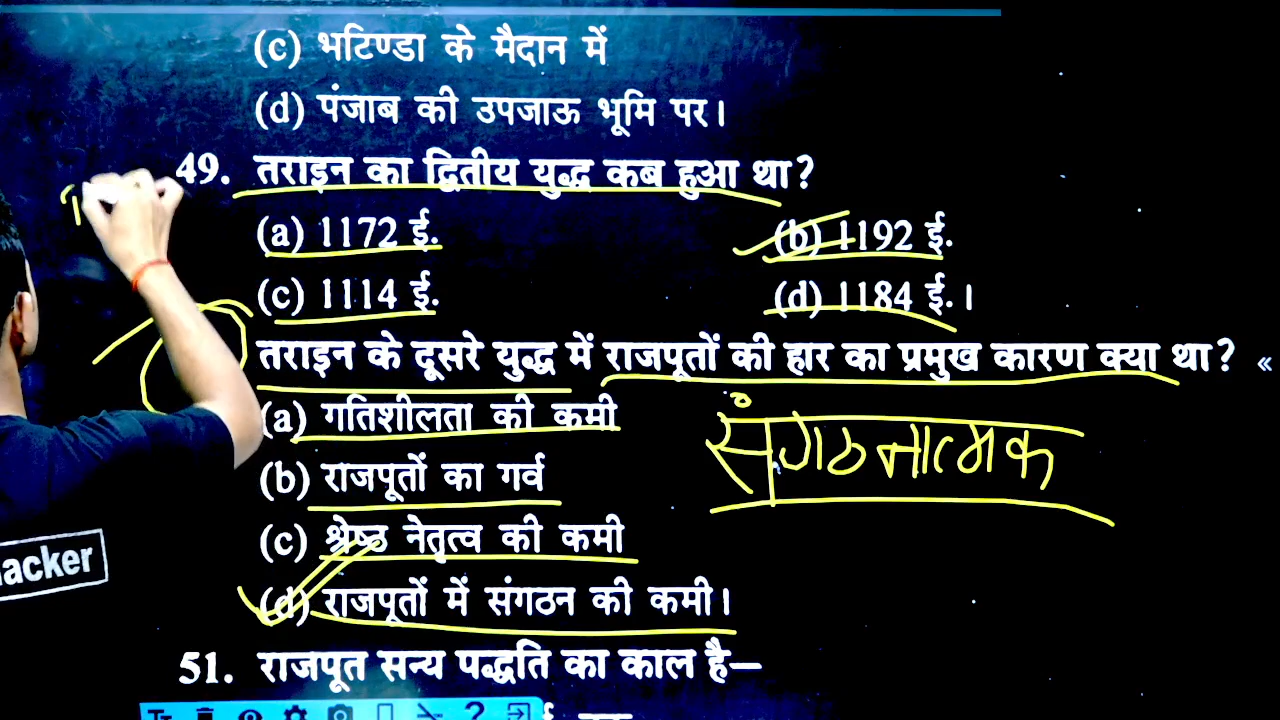 (c) भटिण्डा के मैदान में
(d) पंजाब की उपजाऊ भूमि पर।
49. तराइन का द्वितीय युद्ध कब हुआ था?
(a) 1172 ई. (b) 1192 ई.
(c) 1114 ई. (d) 1184 ई.।
तराइन के दूसरे युद्ध में राजपूतों की हार का प्रमुख कारण क्या था? «
(a) गतिशीलता की कमी
संगठनात्मक
(b) राजपूतों का गर्व
(c) श्रेष्ठ नेतृत्व की कमी
acker
(d) राजपूतों में संगठन की कमी।
51. राजपूत सन्य पद्धति का काल है—